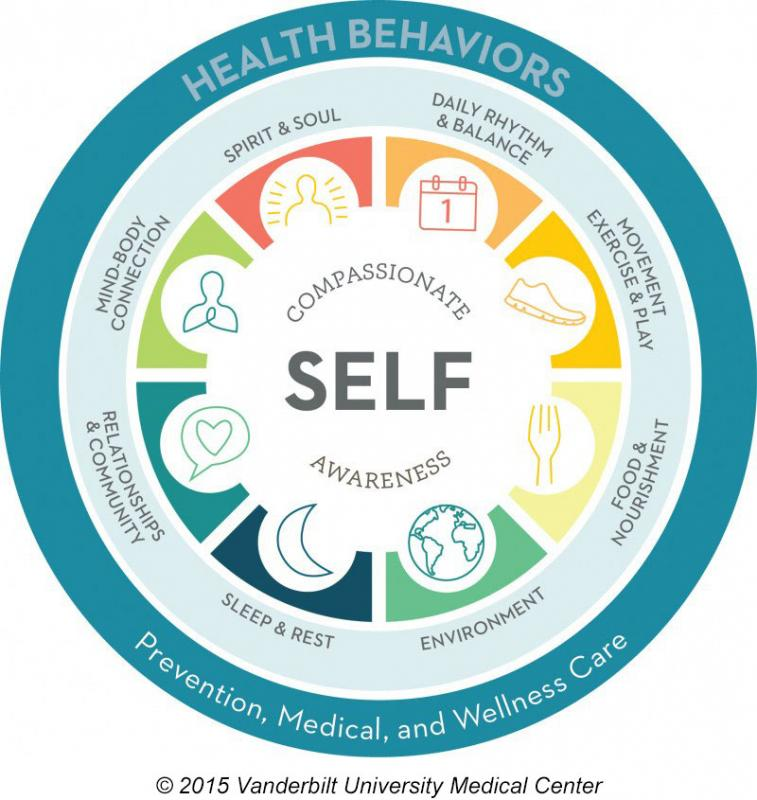 HEALTH BEHAVIORS
SPIRIT & SOUL
DAILY RHYTHM
& BALANCE
MOVEMENT
EXERCISE & PLAY
FOOD &
NOURISHMENT
ENVIRONMENT
SLEEP & REST
RELATIONSHIPS
& COMMUNITY
MIND-BODY
CONNECTION
1
COMPASSIONATE
SELF
AWARENESS
Prevention, Medical, and Wellness Care
© 2015 Vanderbilt University Medical Center